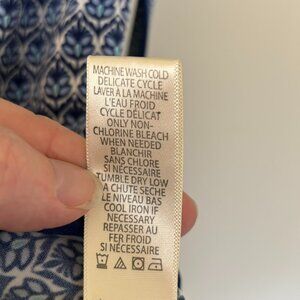 MACHINE WASH COLD
DELICATE CYCLE
LAVER À LA MACHINE
L'EAU FROID
CYCLE DÉLICAT
ONLY NON-
CHLORINE BLEACH
WHEN NEEDED
BLANCHIR
SANS CHLORE
SI NÉCESSAIRE
TUMBLE DRY LOW
A CHUTE SECHE
LE NIVEAU BAS
COOL IRON IF
NECESSARY
REPASSER AU
FER FROID
SI NÉCESSAIRE